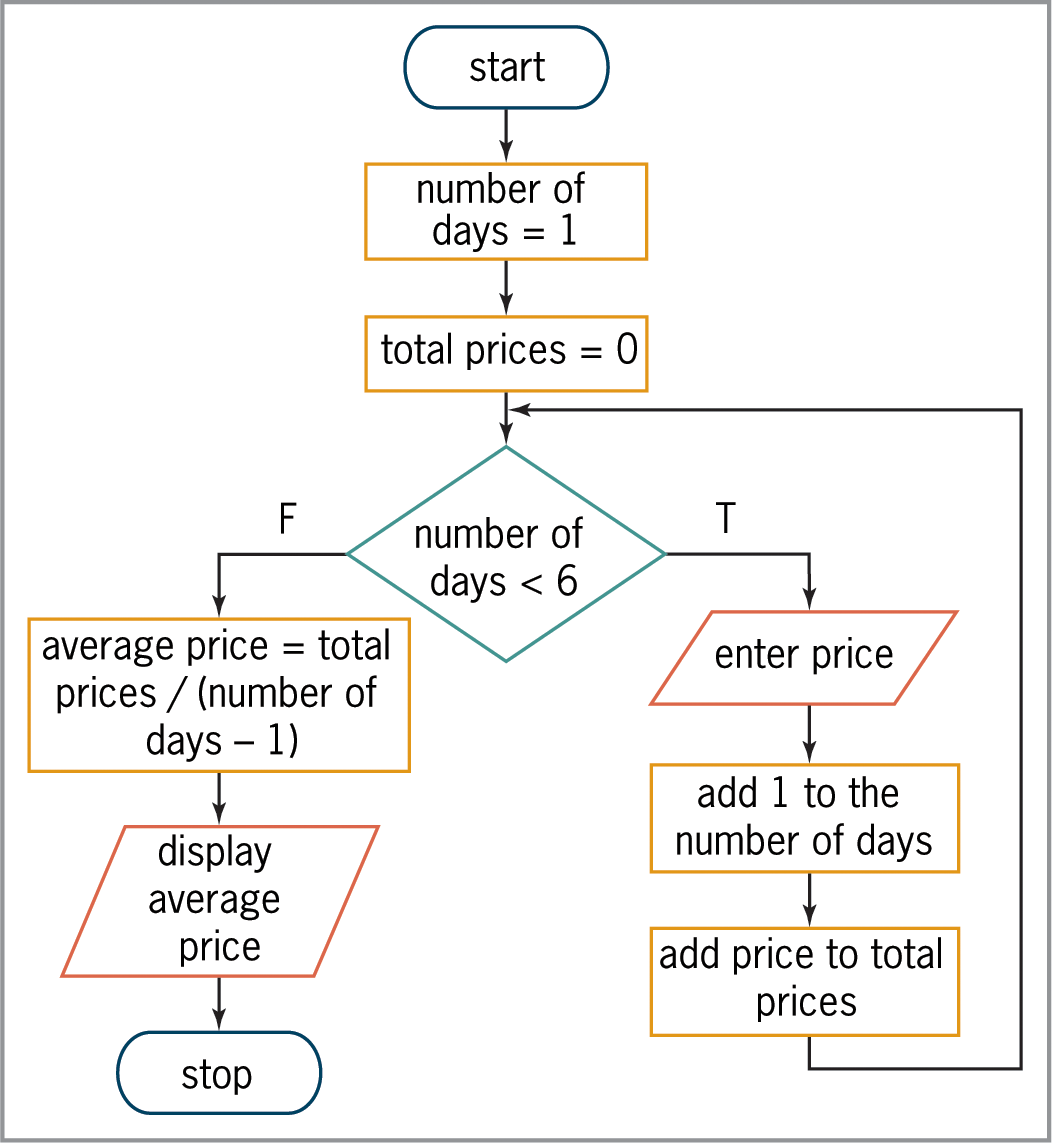 start
number of
days = 1
total prices = 0
F
T
number of
days < 6
average price = total
prices / (number of
days – 1)
display
average
price
stop
enter price
add 1 to the
number of days
add price to total
prices